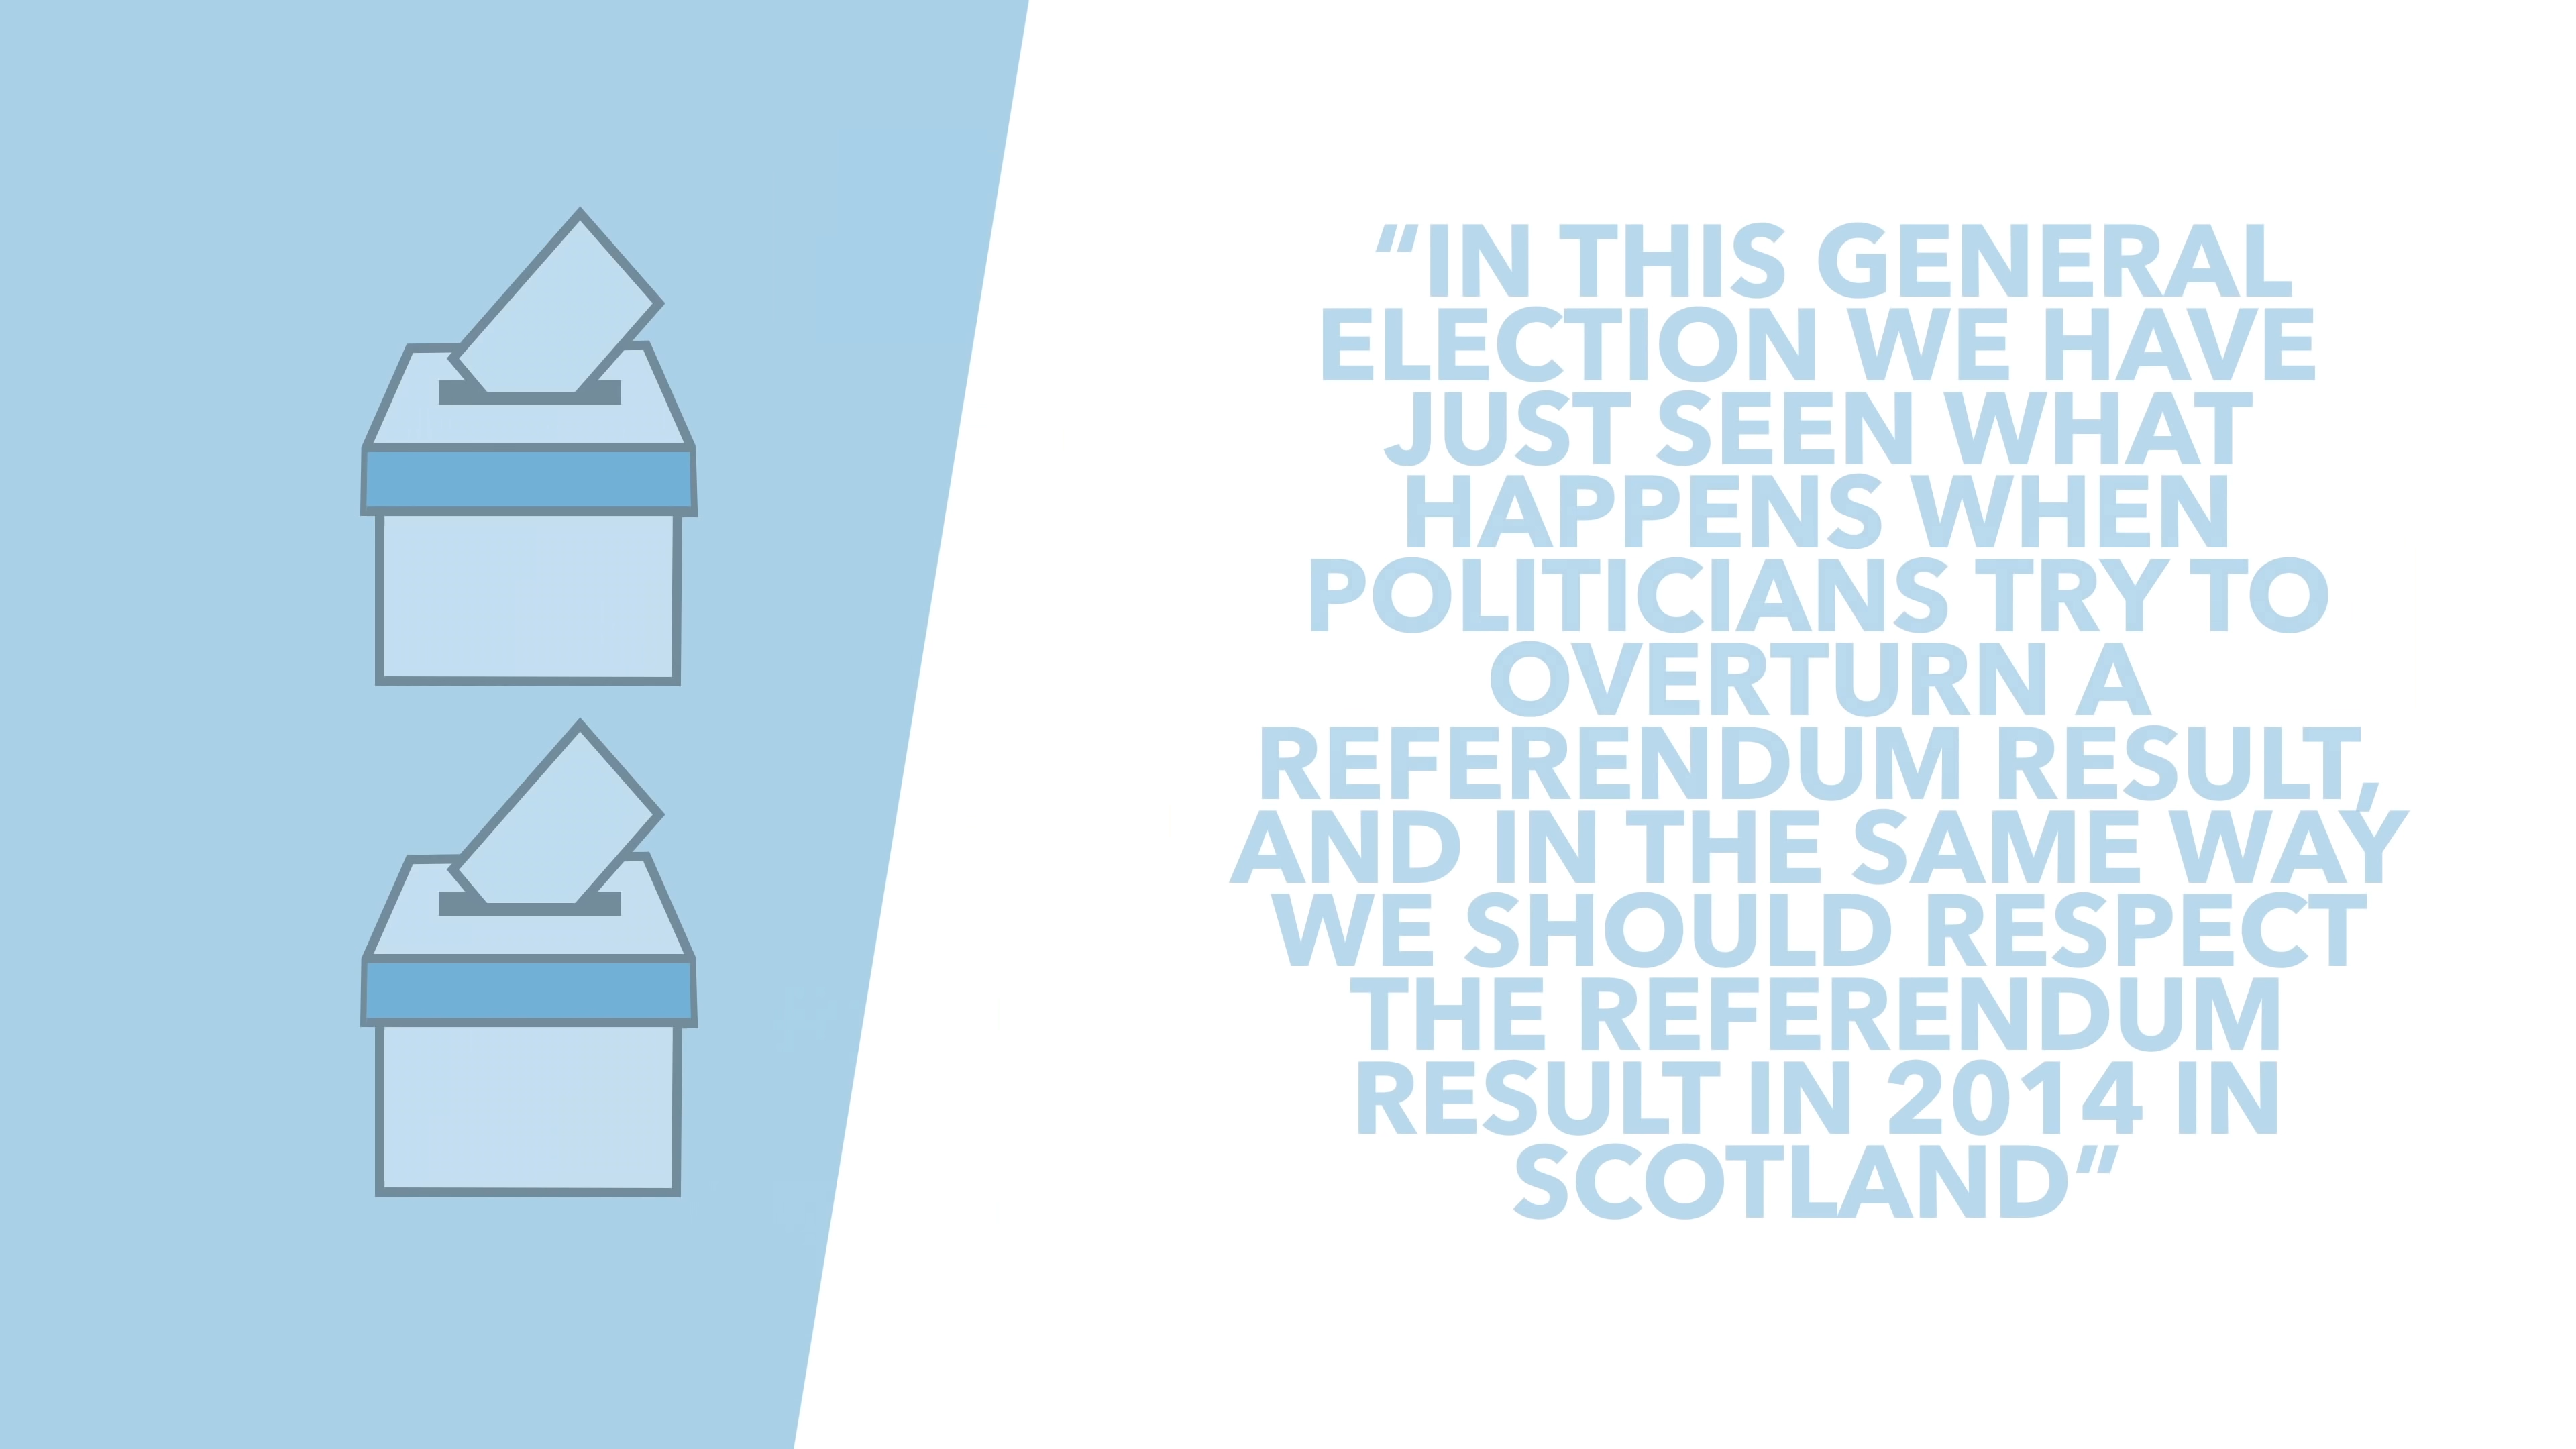 “IN THIS GENERAL
ELECTION WE HAVE
JUST SEEN WHAT
HAPPENS WHEN
POLITICIANS TRY TO
OVERTURN A
REFERENDUM RESULT,
AND IN THE SAME WAY
WE SHOULD RESPECT
THE REFERENDUM
RESULT IN 2014 IN
SCOTLAND”